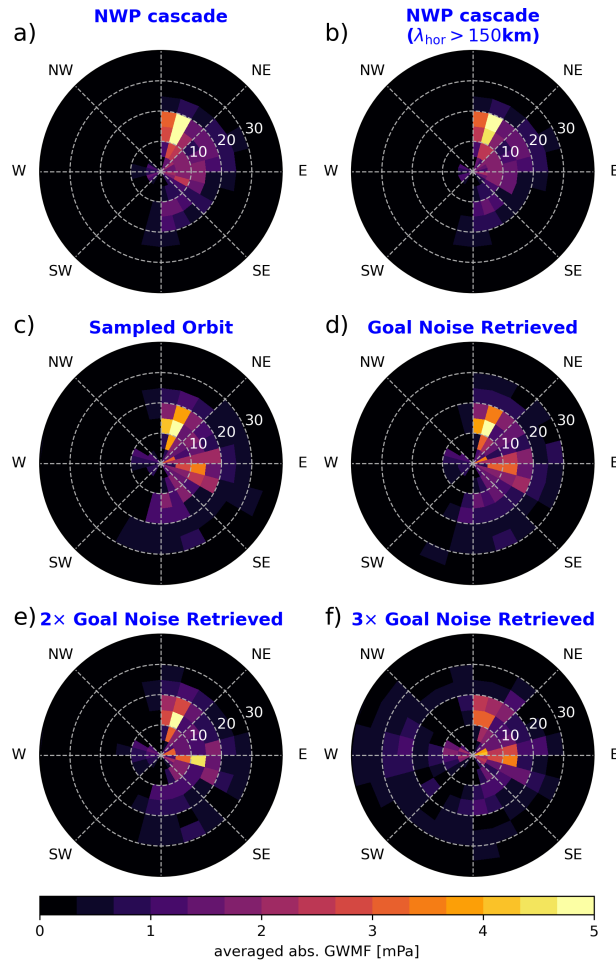 a)
NWP cascade
b)
NWP cascade
(λhor > 150km)
NW
NE
W
E
SW
SE
10
20
30
NW
NE
W
E
SW
SE
10
20
30
c)
Sampled Orbit
d)
Goal Noise Retrieved
NW
NE
W
E
SW
SE
10
20
30
NW
NE
W
E
SW
SE
10
20
30
e)
2× Goal Noise Retrieved
f)
3× Goal Noise Retrieved
NW
NE
W
E
SW
SE
10
20
30
NW
NE
W
E
SW
SE
10
20
30
0 1 2 3 4 5
averaged abs. GWMF [mPa]